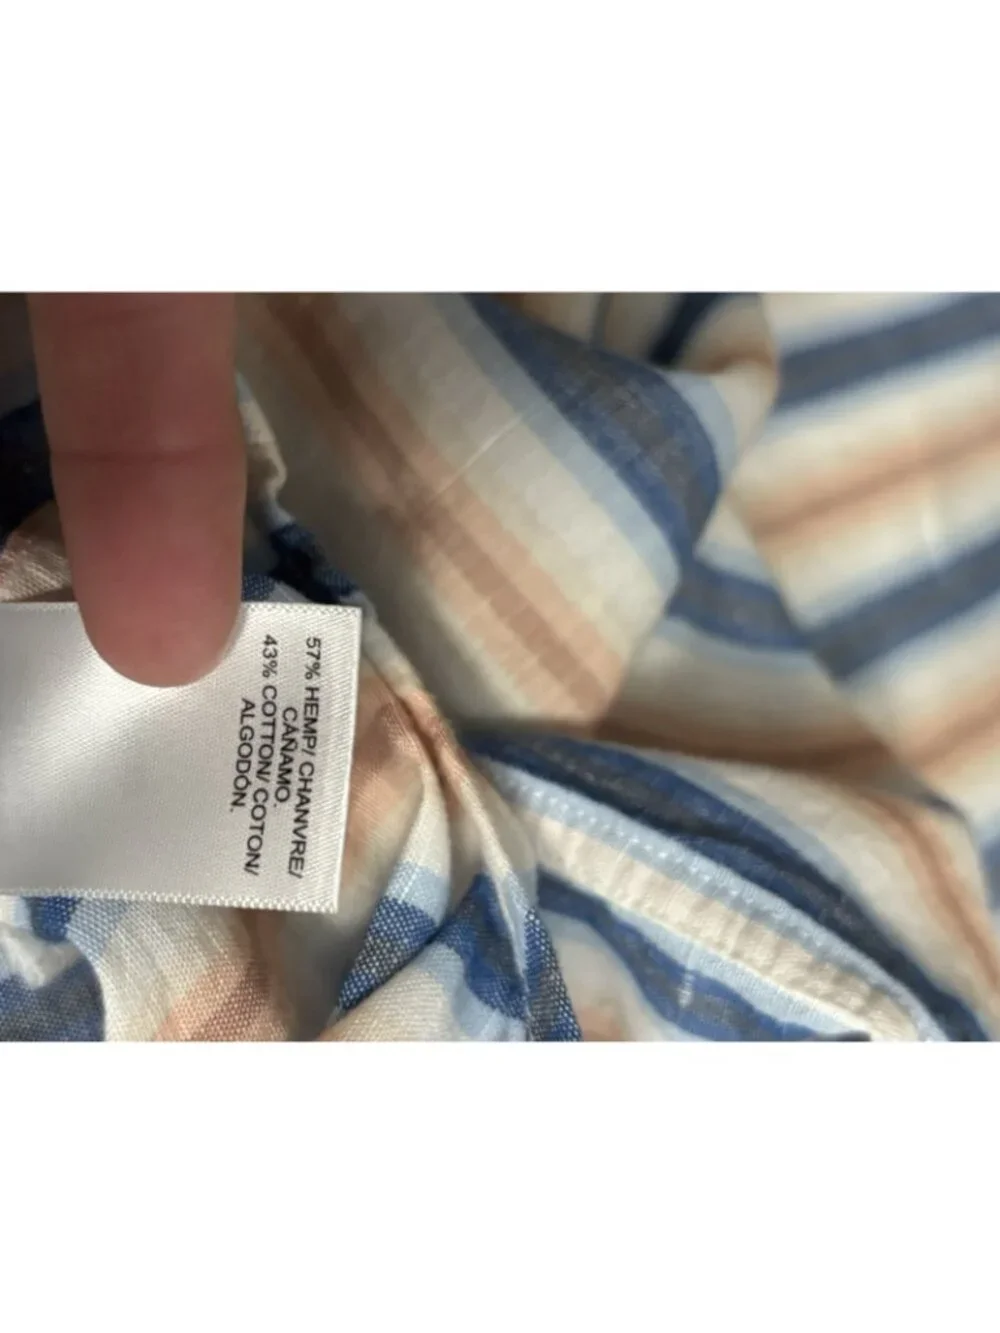 57% HEMP/ CHANVRE/
CÁÑAMO.
43% COTTON/ COTON/
ALGODÓN.